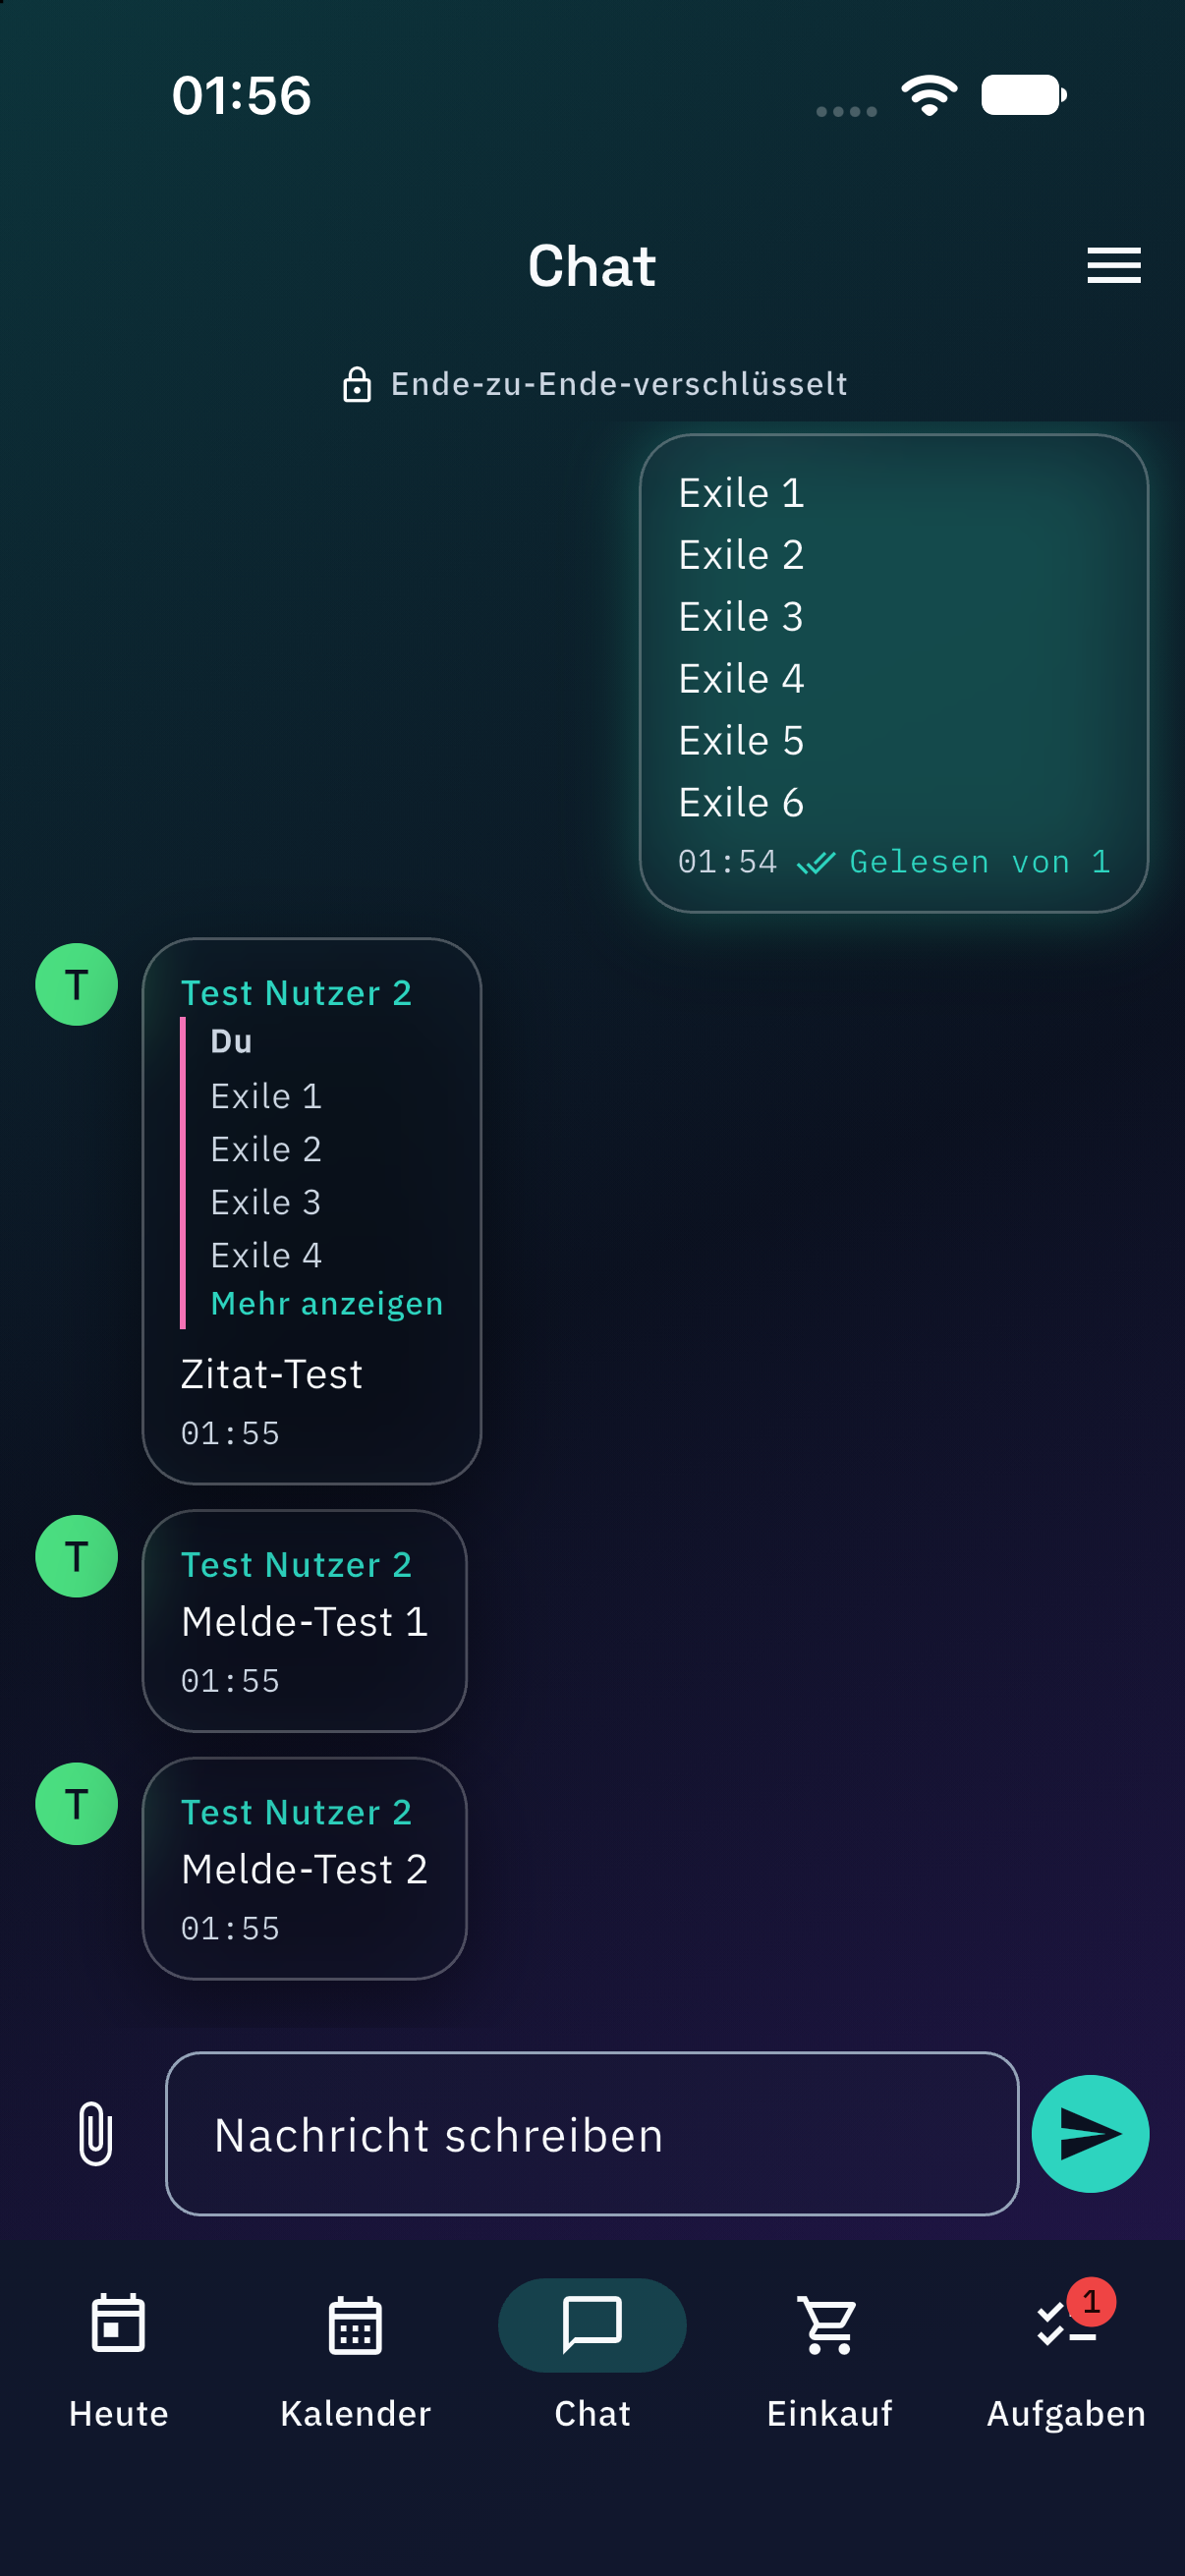 01:56
Chat
Ende-zu-Ende-verschlüsselt
Exile 1
Exile 2
Exile 3
Exile 4
Exile 5
Exile 6
01:54 Gelesen von 1
T
Test Nutzer 2
Du
Exile 1
Exile 2
Exile 3
Exile 4
Mehr anzeigen
Zitat-Test
01:55
T
Test Nutzer 2
Melde-Test 1
01:55
T
Test Nutzer 2
Melde-Test 2
01:55
Nachricht schreiben
1
Heute Kalender Chat Einkauf Aufgaben